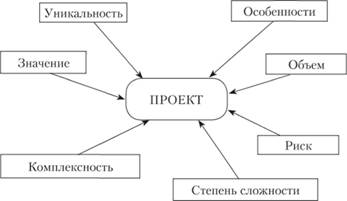 Уникальность
Особенности
Значение
Объем
ПРОЕКТ
Риск
Комплексность
Степень сложности